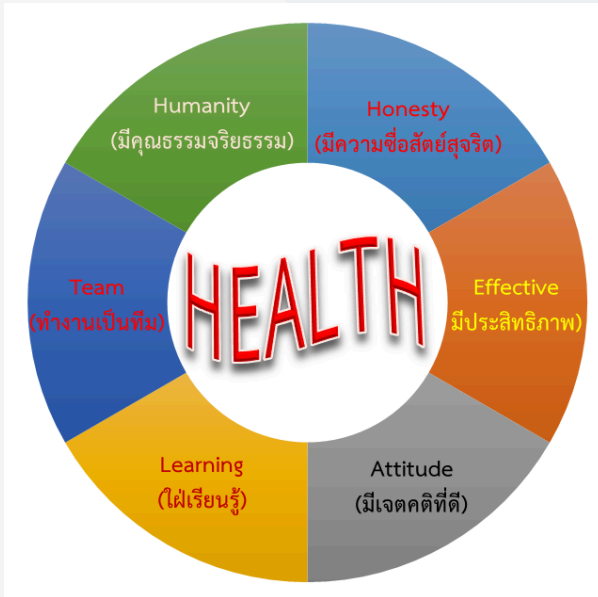 Honesty
(มีความซื่อสัตย์สุจริต)
Effective
มีประสิทธิภาพ)
Attitude
(มีเจตคติที่ดี)
Learning
(ใฝ่เรียนรู้)
Team
(ทำงานเป็นทีม)
Humanity
(มีคุณธรรมจริยธรรม)
HEALTH